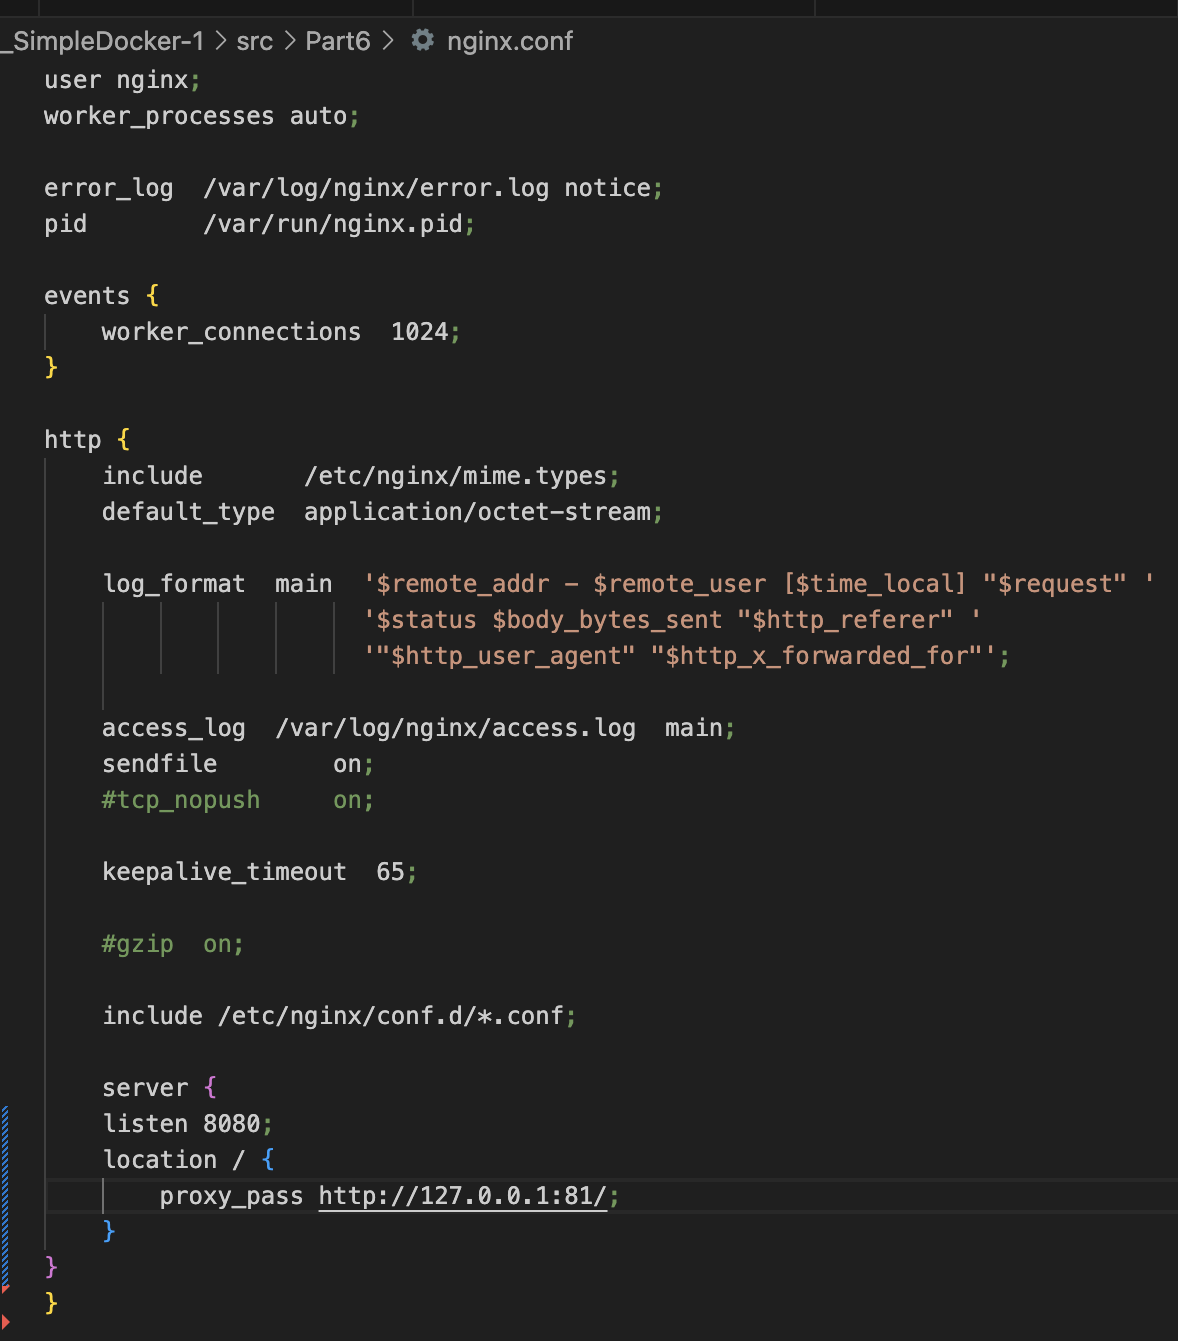 _SimpleDocker-1 > src > Part6 > nginx.conf
user nginx;
worker_processes auto;
error_log  /var/log/nginx/error.log notice;
pid        /var/run/nginx.pid;
events {
    worker_connections  1024;
}
http {
    include       /etc/nginx/mime.types;
    default_type  application/octet-stream;
    log_format  main  '$remote_addr - $remote_user [$time_local] "$request" '
                      '$status $body_bytes_sent "$http_referer" '
                      '"$http_user_agent" "$http_x_forwarded_for"';
    access_log  /var/log/nginx/access.log  main;
    sendfile        on;
    #tcp_nopush     on;
    keepalive_timeout  65;
    #gzip  on;
    include /etc/nginx/conf.d/*.conf;
    server {
    listen 8080;
    location / {
        proxy_pass http://127.0.0.1:81/;
    }
}
}